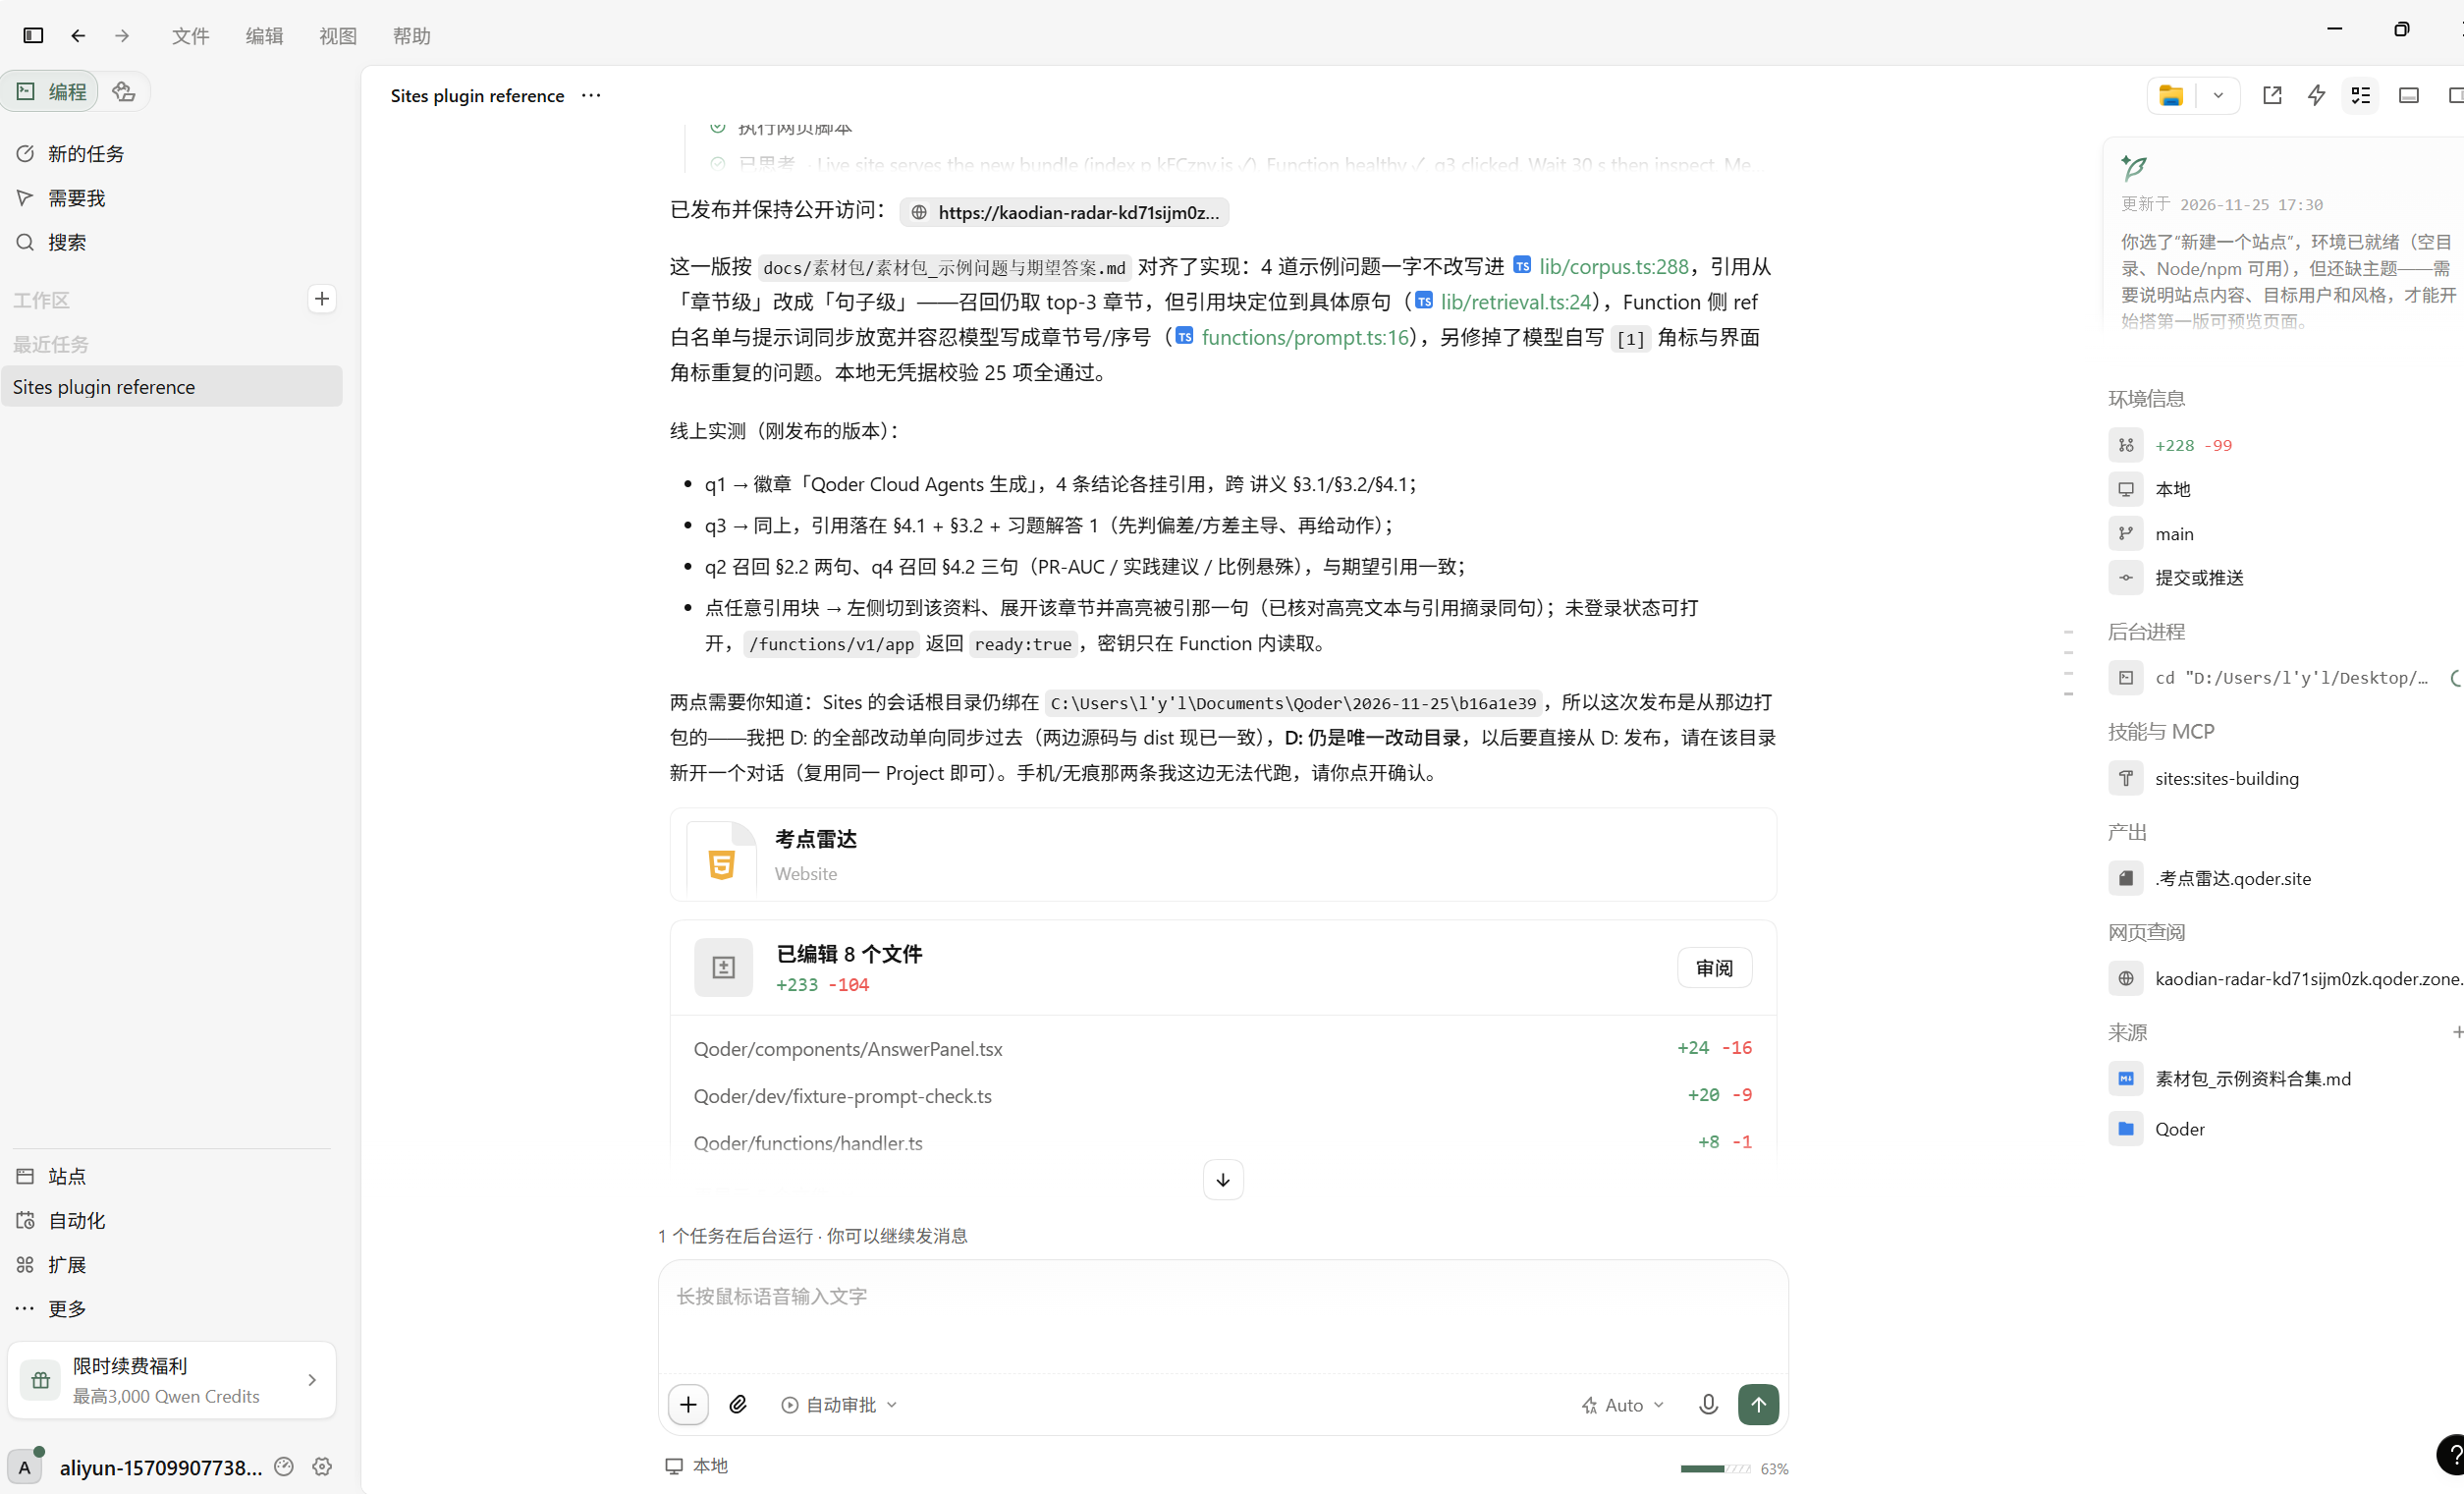 文件 编辑 视图 帮助
编程
新的任务
需要我
搜索
工作区
最近任务
Sites plugin reference
站点
自动化
扩展
更多
限时续费福利
最高3,000 Qwen Credits
A aliyun-15709907738...
Sites plugin reference ···
执行网页脚本
已思考 · Live site serves the new bundle (index p kFCzny is ✓). Function healthy ✓. q3 clicked. Wait 30 s then inspect. Me...
已发布并保持公开访问： https://kaodian-radar-kd71sijm0z...
这一版按 docs/素材包/素材包_示例问题与期望答案.md 对齐了实现：4 道示例问题一字不改写进 TS lib/corpus.ts:288，引用从
「章节级」改成「句子级」——召回仍取 top-3 章节，但引用块定位到具体原句（TS lib/retrieval.ts:24），Function 侧 ref
白名单与提示词同步放宽并容忍模型写成章节号/序号（TS functions/prompt.ts:16），另修掉了模型自写 [1] 角标与界面
角标重复的问题。本地无凭据校验 25 项全通过。
线上实测（刚发布的版本）：
• q1 → 徽章「Qoder Cloud Agents 生成」，4 条结论各挂引用，跨 讲义 §3.1/§3.2/§4.1；
• q3 → 同上，引用落在 §4.1 + §3.2 + 习题解答 1（先判偏差/方差主导、再给动作）；
• q2 召回 §2.2 两句、q4 召回 §4.2 三句（PR-AUC / 实践建议 / 比例悬殊），与期望引用一致；
• 点任意引用块 → 左侧切到该资料、展开该章节并高亮被引那一句（已核对高亮文本与引用摘录同句）；未登录状态可打
开，/functions/v1/app 返回 ready:true，密钥只在 Function 内读取。
两点需要你知道：Sites 的会话根目录仍绑在 C:\Users\l'y'l\Documents\Qoder\2026-11-25\b16a1e39，所以这次发布是从那边打
包的——我把 D: 的全部改动单向同步过去（两边源码与 dist 现已一致），D: 仍是唯一改动目录，以后要直接从 D: 发布，请在该目录
新开一个对话（复用同一 Project 即可）。手机/无痕那两条我这边无法代跑，请你点开确认。
考点雷达
Website
已编辑 8 个文件
+233 -104
审阅
Qoder/components/AnswerPanel.tsx +24 -16
Qoder/dev/fixture-prompt-check.ts +20 -9
Qoder/functions/handler.ts +8 -1
1 个任务在后台运行 · 你可以继续发消息
长按鼠标语音输入文字
自动审批 Auto
本地 63%
更新于 2026-11-25 17:30
你选了“新建一个站点”，环境已就绪（空目
录、Node/npm 可用），但还缺主题——需
要说明站点内容、目标用户和风格，才能开
始搭第一版可预览页面。
环境信息
+228 -99
本地
main
提交或推送
后台进程
cd "D:/Users/l'y'l/Desktop/...
技能与 MCP
sites:sites-building
产出
.考点雷达.qoder.site
网页查阅
kaodian-radar-kd71sijm0zk.qoder.zone.
来源
素材包_示例资料合集.md
Qoder
?